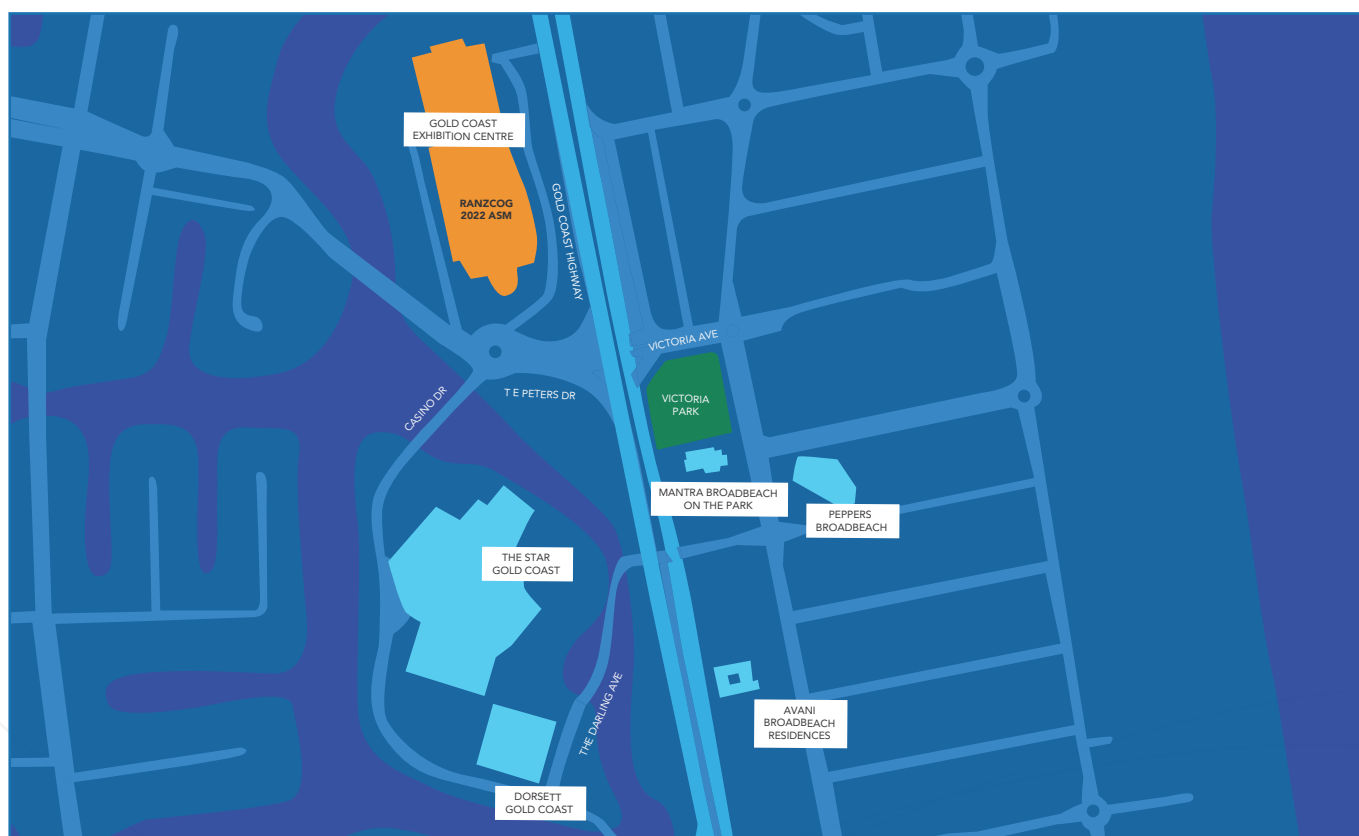 GOLD COAST
EXHIBITION CENTRE
RANZCOG
2022 ASM
GOLD COAST HIGHWAY
VICTORIA AVE
T E PETERS DR
CASINO DR
VICTORIA
PARK
MANTRA BROADBEACH
ON THE PARK
PEPPERS
BROADBEACH
THE STAR
GOLD COAST
THE DARLING AVE
AVANI
BROADBEACH
RESIDENCES
DORSETT
GOLD COAST